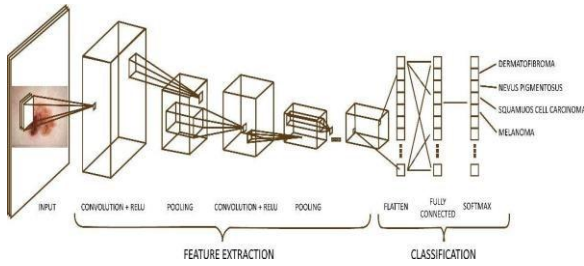 DERMATOFIBROMA
NEVUS PIGMENTOSUS
SQUAMUOS CELL CARCINOMA
MELANOMA
INPUT
CONVOLUTION + RELU
POOLING
CONVOLUTION + RELU
POOLING
FLATTEN
FULLY
CONNECTED
SOFTMAX
FEATURE EXTRACTION
CLASSIFICATION